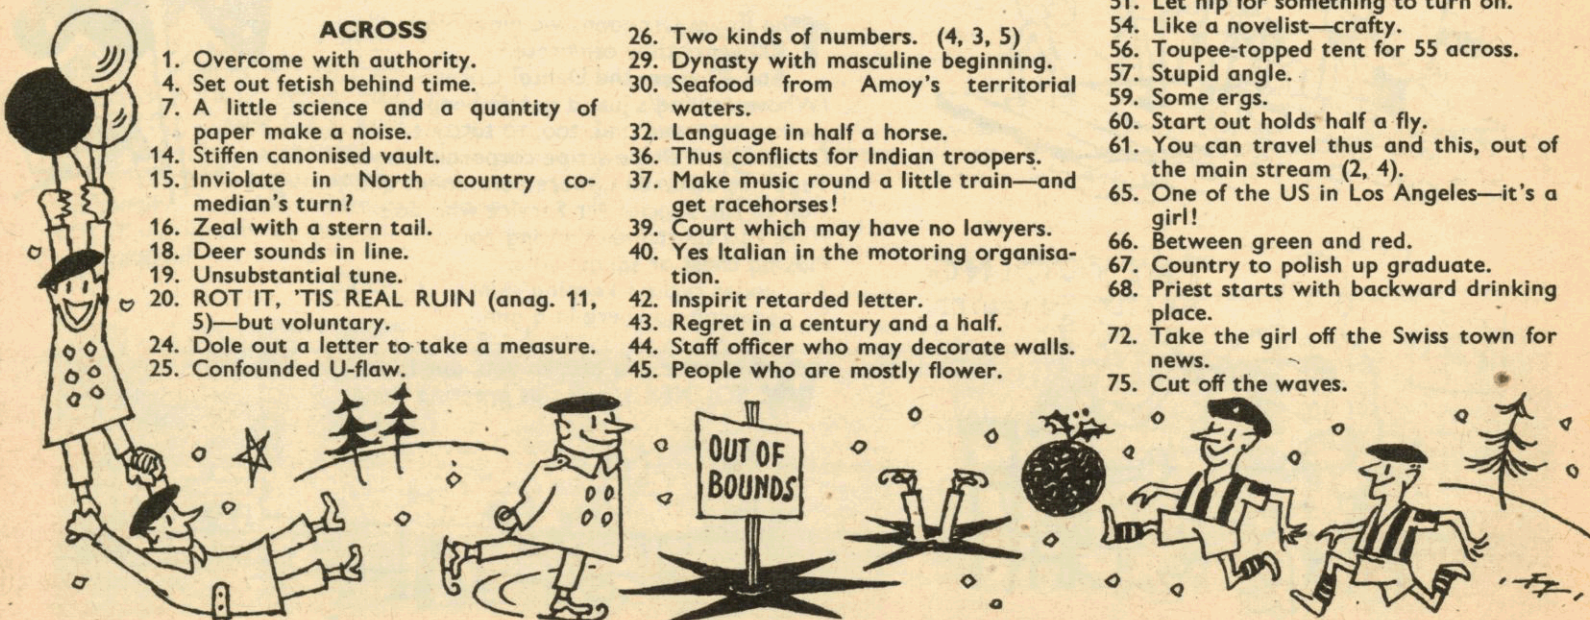 ACROSS
1. Overcome with authority.
4. Set out fetish behind time.
7. A little science and a quantity of
paper make a noise.
14. Stiffen canonised vault.
15. Inviolate in North country co-
median's turn?
16. Zeal with a stern tail.
18. Deer sounds in line.
19. Unsubstantial tune.
20. ROT IT, 'TIS REAL RUIN (anag. 11,
5)—but voluntary.
24. Dole out a letter to take a measure.
25. Confounded U-flaw.
26. Two kinds of numbers. (4, 3, 5)
29. Dynasty with masculine beginning.
30. Seafood from Amoy's territorial
waters.
32. Language in half a horse.
36. Thus conflicts for Indian troopers.
37. Make music round a little train—and
get racehorses!
39. Court which may have no lawyers.
40. Yes Italian in the motoring organisa-
tion.
42. Inspirit retarded letter.
43. Regret in a century and a half.
44. Staff officer who may decorate walls.
45. People who are mostly flower.
51. Let nip for something to turn on.
54. Like a novelist—crafty.
56. Toupee-topped tent for 55 across.
57. Stupid angle.
59. Some ergs.
60. Start out holds half a fly.
61. You can travel thus and this, out of
the main stream (2, 4).
65. One of the US in Los Angeles—it's a
girl!
66. Between green and red.
67. Country to polish up graduate.
68. Priest starts with backward drinking
place.
72. Take the girl off the Swiss town for
news.
75. Cut off the waves.
OUT OF
BOUNDS